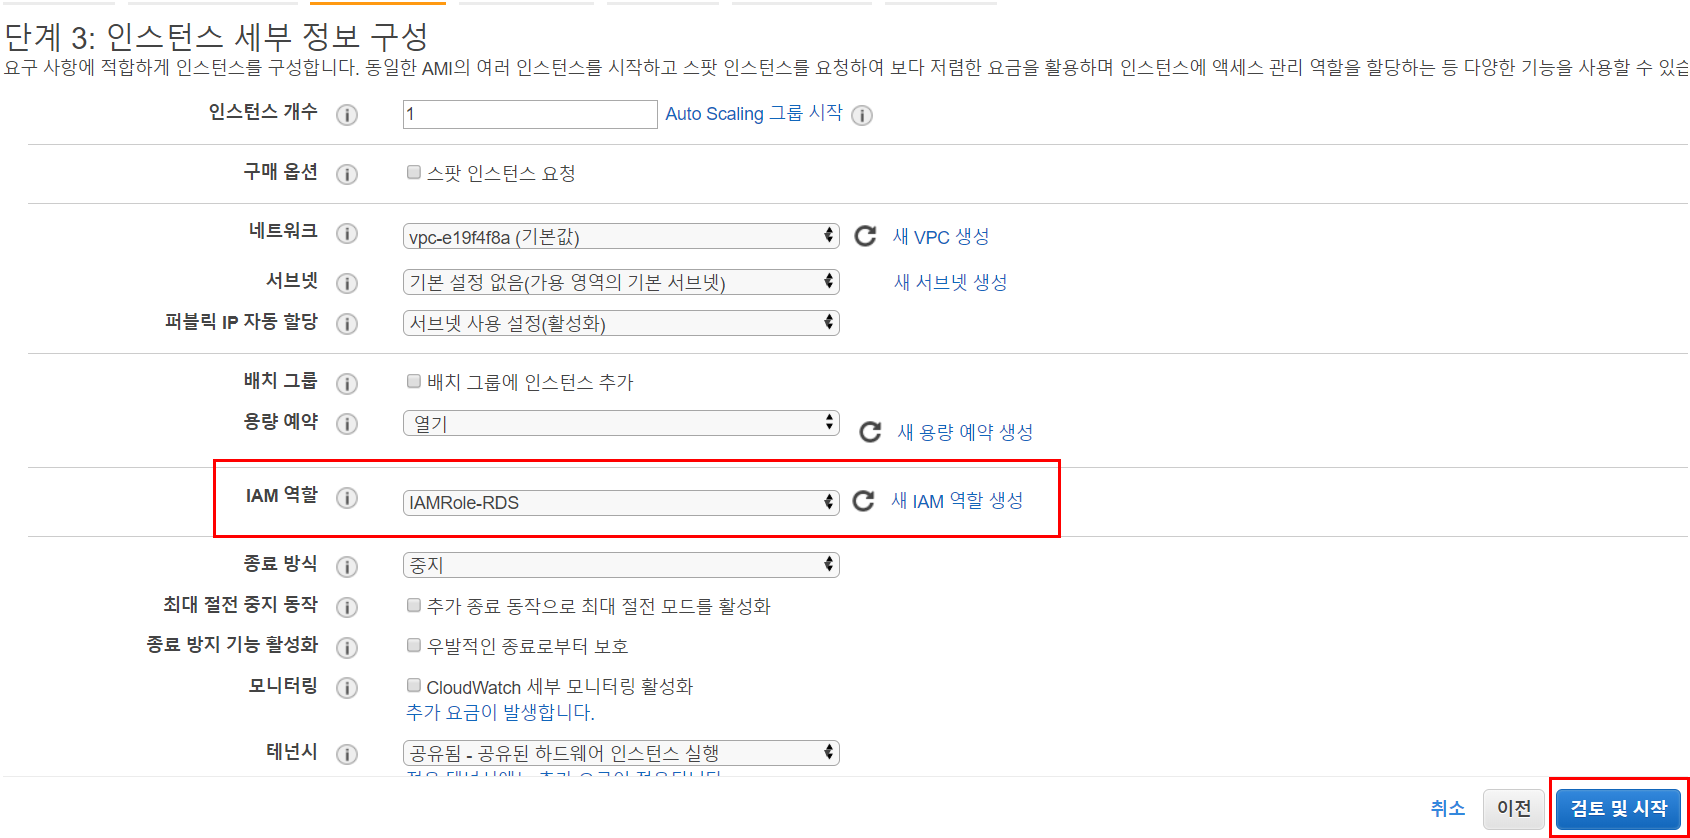 단계 3: 인스턴스 세부 정보 구성
요구 사항에 적합하게 인스턴스를 구성합니다. 동일한 AMI의 여러 인스턴스를 시작하고 스팟 인스턴스를 요청하여 보다 저렴한 요금을 활용하며 인스턴스에 액세스 관리 역할을 할당하는 등 다양한 기능을 사용할 수
인스턴스 개수 i 1 Auto Scaling 그룹 시작 i
구매 옵션 i 스팟 인스턴스 요청
네트워크 i vpc-e19f4f8a (기본값) 새 VPC 생성
서브넷 i 기본 설정 없음(가용 영역의 기본 서브넷) 새 서브넷 생성
퍼블릭 IP 자동 할당 i 서브넷 사용 설정(활성화)
배치 그룹 i 배치 그룹에 인스턴스 추가
용량 예약 i 열기 새 용량 예약 생성
IAM 역할 i IAMRole-RDS 새 IAM 역할 생성
종료 방식 i 중지
최대 절전 중지 동작 i 추가 종료 동작으로 최대 절전 모드를 활성화
종료 방지 기능 활성화 i 우발적인 종료로부터 보호
모니터링 i CloudWatch 세부 모니터링 활성화
추가 요금이 발생합니다.
테넌시 i 공유됨 - 공유된 하드웨어 인스턴스 실행
취소 이전 검토 및 시작